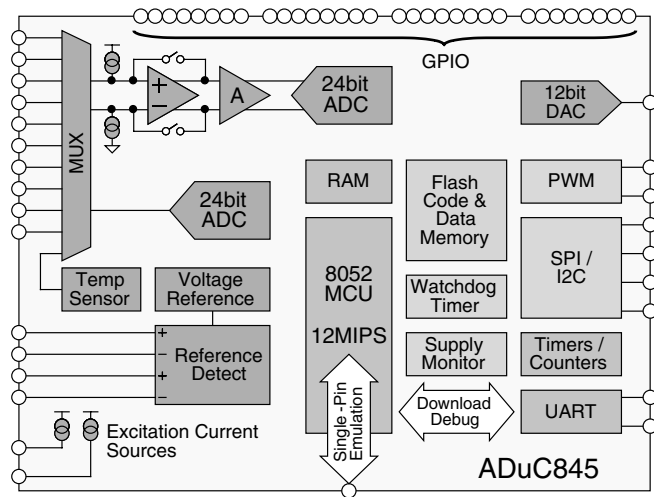 GPIO
MUX
+
−
A
24bit
ADC
12bit
DAC
24bit
ADC
RAM
Flash
Code &
Data
Memory
PWM
SPI /
I2C
8052
MCU
12MIPS
Watchdog
Timer
Temp
Sensor
Voltage
Reference
+
−
+
−
Reference
Detect
Supply
Monitor
Timers /
Counters
Single -Pin
Emulation
Download
Debug
UART
Excitation Current
Sources
ADuC845